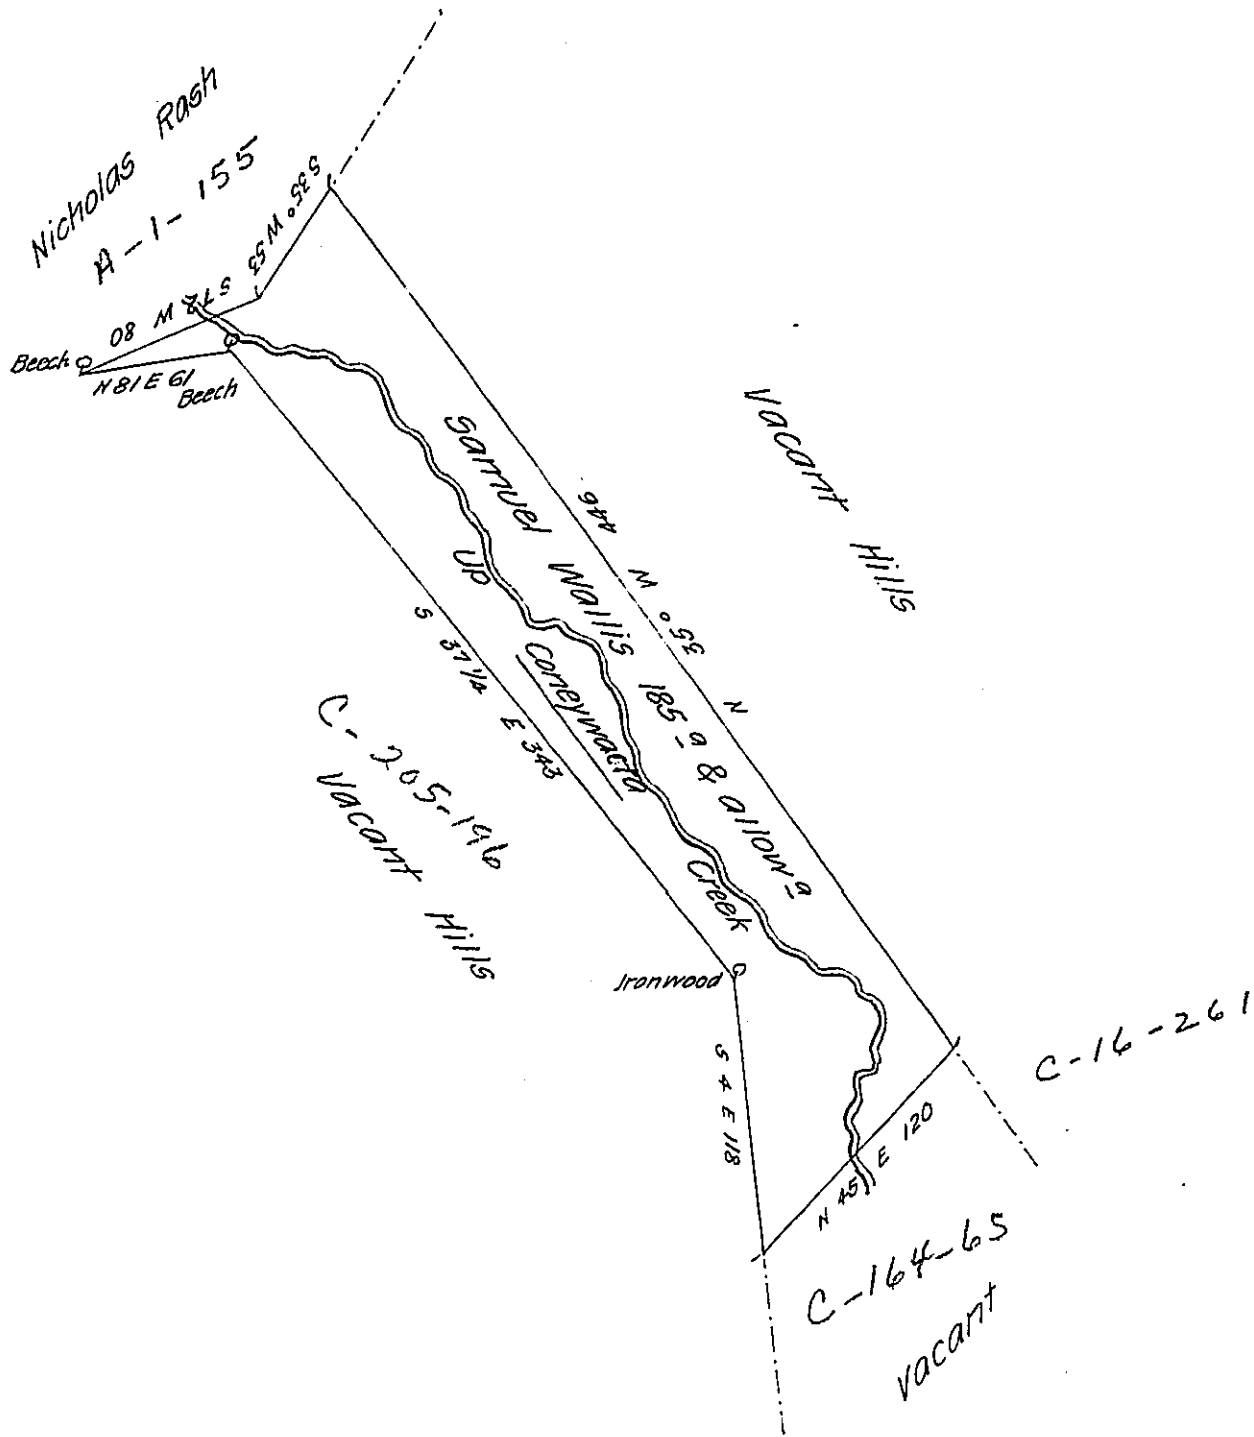 Nicholas Rash
A-1-155
S 35° W 53
S 72 W 80
Beech
N 81 E 61
Beech
Vacant Hills
N 35° W 446
Samuel Wallis 185 a & allow a
UP
Coneywacta
Creek
S 37 1/4 E 343
C-205-196
Vacant Hills
Ironwood
S 4 E 118
N 45 E 120
C-16-261
C-164-65
vacant